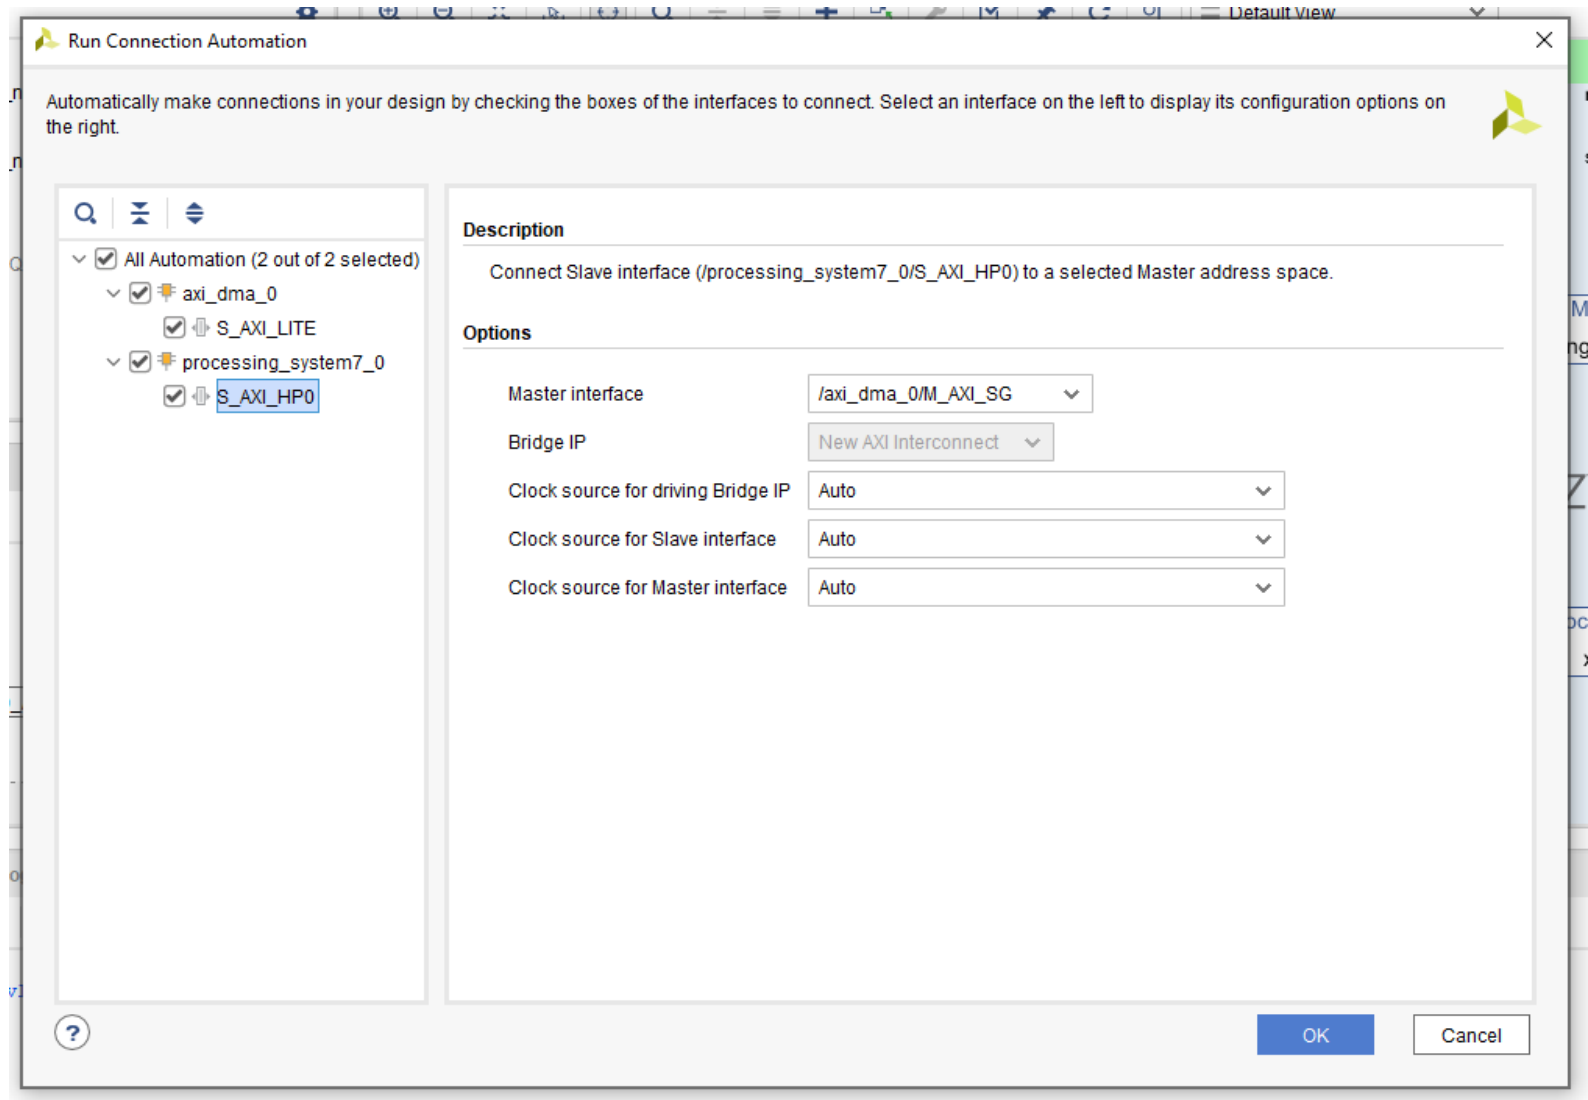 Default View
Run Connection Automation
Automatically make connections in your design by checking the boxes of the interfaces to connect. Select an interface on the left to display its configuration options on
the right.
All Automation (2 out of 2 selected)
axi_dma_0
S_AXI_LITE
processing_system7_0
S_AXI_HP0
Description
Connect Slave interface (/processing_system7_0/S_AXI_HP0) to a selected Master address space.
Options
Master interface
/axi_dma_0/M_AXI_SG
Bridge IP
New AXI Interconnect
Clock source for driving Bridge IP
Auto
Clock source for Slave interface
Auto
Clock source for Master interface
Auto
?
OK
Cancel